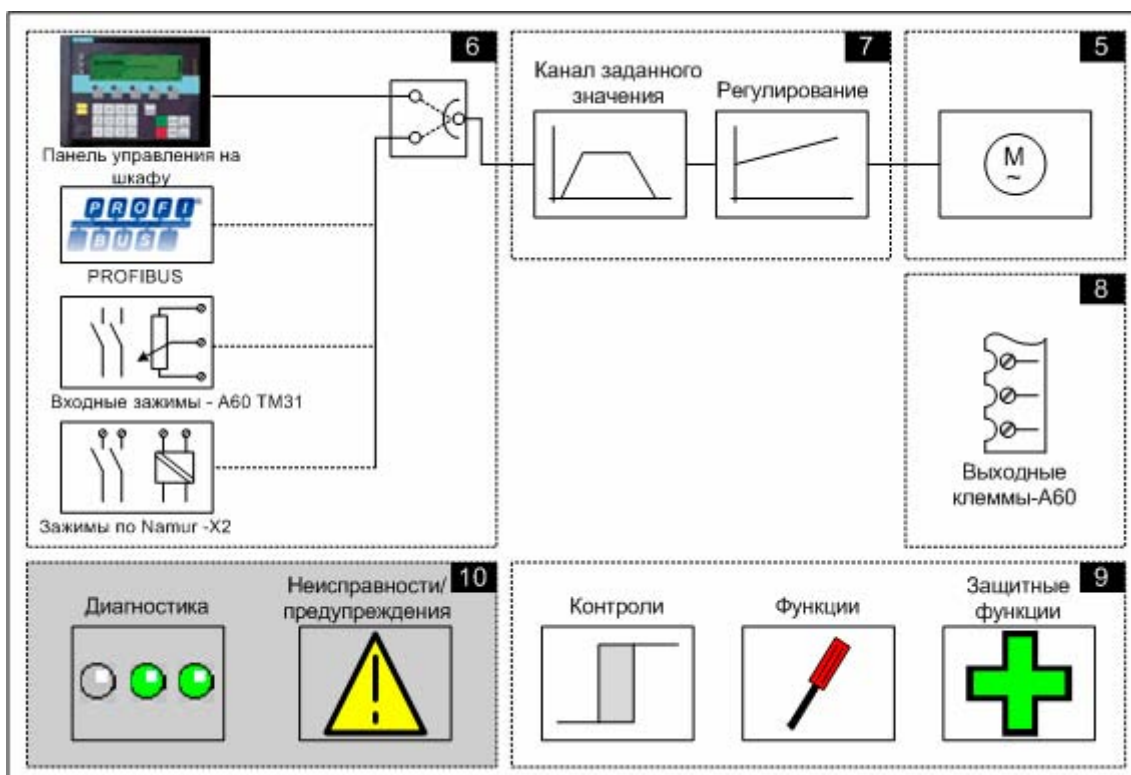 6
Панель управления на
шкафу
PROFI
BUS
PROFIBUS
Входные зажимы - A60 TM31
Зажимы по Namur -X2
7
Канал заданного
значения
Регулирование
5
M
~
8
Выходные
клеммы-A60
10
Диагностика
Неисправности/
предупреждения
9
Контроли
Функции
Защитные
функции